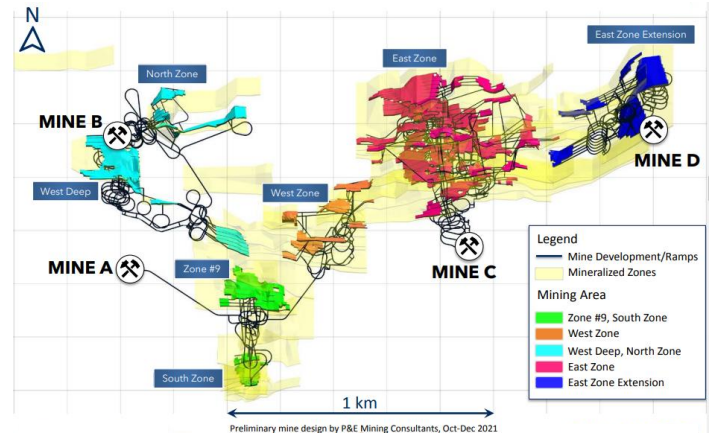 N
East Zone
East Zone Extension
North Zone
MINE B
MINE D
West Deep
West Zone
MINE A
Zone #9
MINE C
South Zone
Legend
Mine Development/Ramps
Mineralized Zones
Mining Area
Zone #9, South Zone
West Zone
West Deep, North Zone
East Zone
East Zone Extension
1 km
Preliminary mine design by P&E Mining Consultants, Oct-Dec 2021